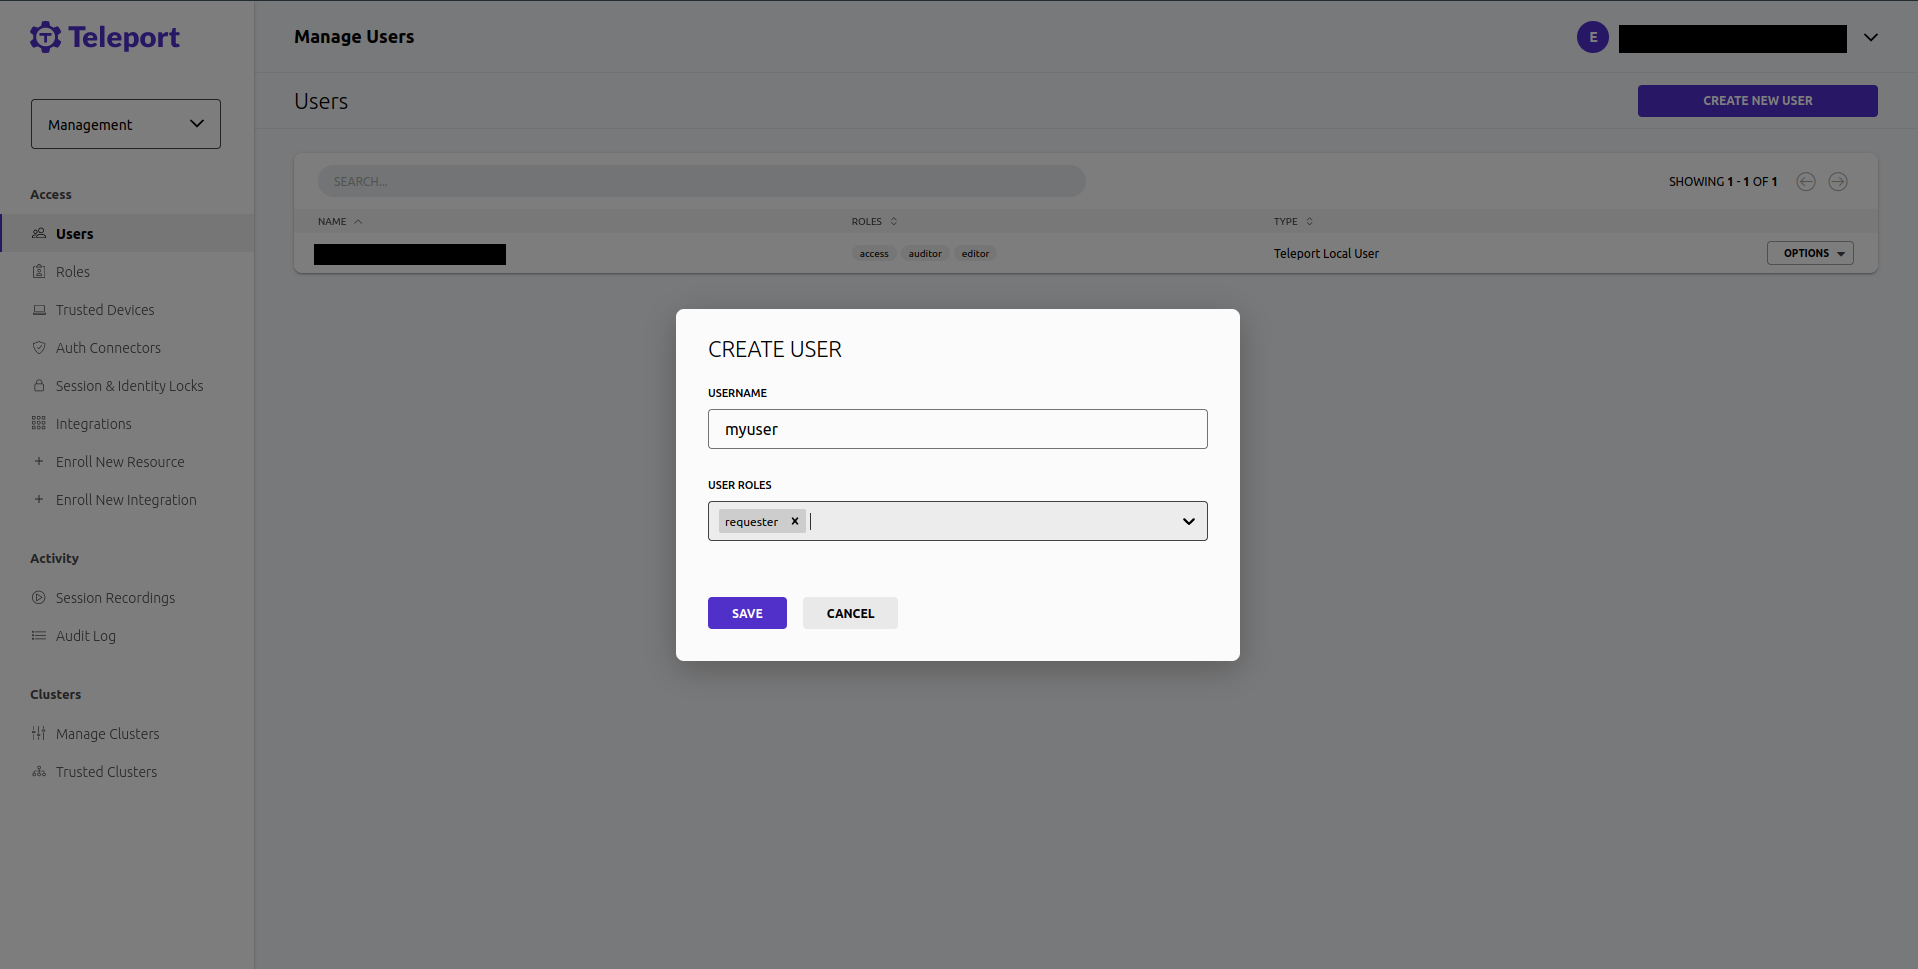 Teleport
Manage Users
E
Management
Users
CREATE NEW USER
SEARCH...
SHOWING 1 - 1 OF 1
NAME ROLES TYPE
access auditor editor Teleport Local User OPTIONS
Access
Users
Roles
Trusted Devices
Auth Connectors
Session & Identity Locks
Integrations
+ Enroll New Resource
+ Enroll New Integration
Activity
Session Recordings
Audit Log
Clusters
Manage Clusters
Trusted Clusters
CREATE USER
USERNAME
myuser
USER ROLES
requester x
SAVE CANCEL